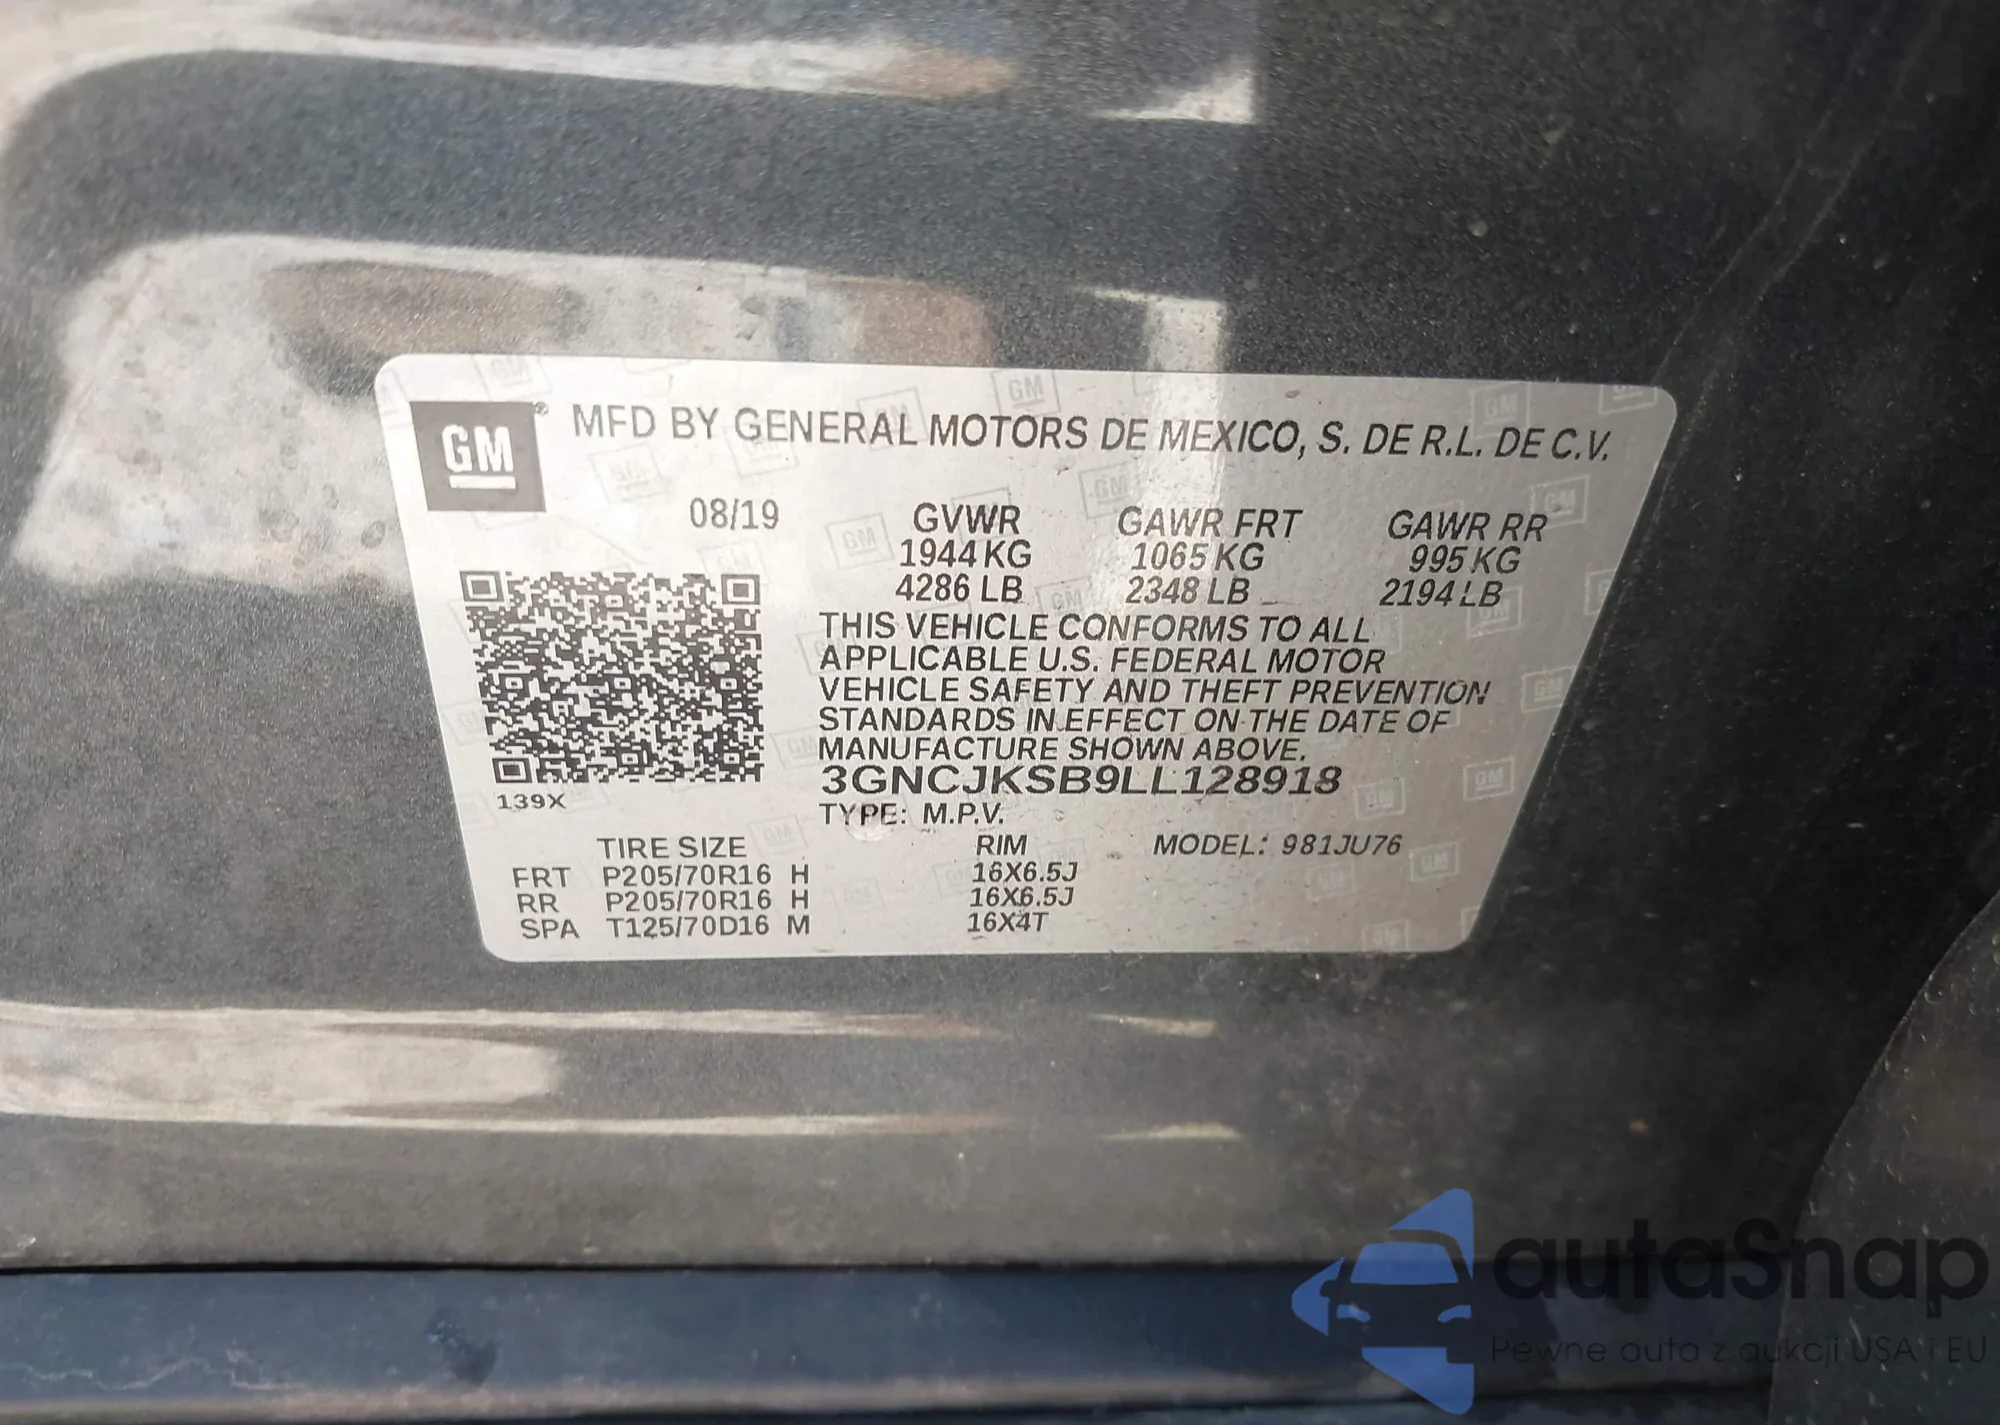 GM® MFD BY GENERAL MOTORS DE MEXICO, S. DE R.L. DE C.V.
08/19 GVWR GAWR FRT GAWR RR
1944 KG 1065 KG 995 KG
4286 LB 2348 LB 2194 LB
THIS VEHICLE CONFORMS TO ALL
APPLICABLE U.S. FEDERAL MOTOR
VEHICLE SAFETY AND THEFT PREVENTION
STANDARDS IN EFFECT ON THE DATE OF
MANUFACTURE SHOWN ABOVE.
3GNCJKSB9LL128918
139X
TYPE: M.P.V.
TIRE SIZE RIM MODEL: 981JU76
FRT P205/70R16 H 16X6.5J
RR P205/70R16 H 16X6.5J
SPA T125/70D16 M 16X4T
autaSnap
Pewne auta z aukcji USA i EU